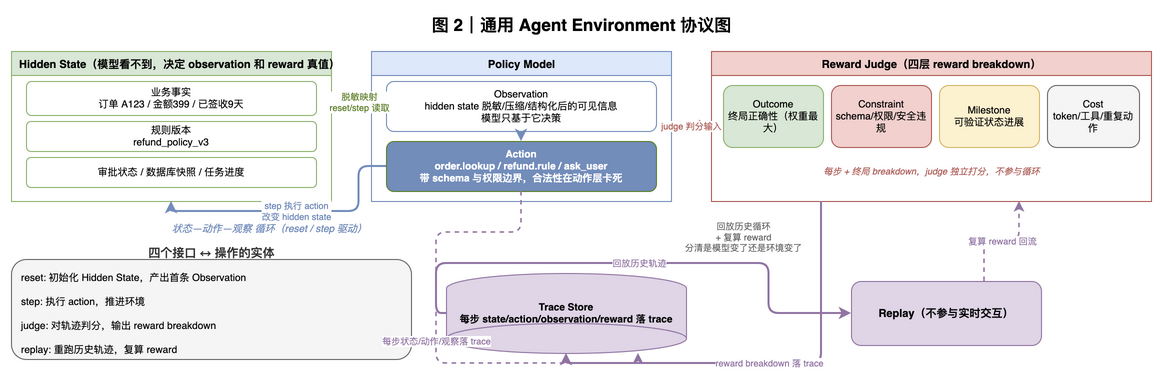 图 2｜通用 Agent Environment 协议图
Hidden State（模型看不到，决定 observation 和 reward 真值）
业务事实
订单 A123 / 金额399 / 已签收9天
规则版本
refund_policy_v3
审批状态 / 数据库快照 / 任务进度
脱敏映射
reset/step 读取
Policy Model
Observation
hidden state 脱敏/压缩/结构化后的可见信息
模型只基于它决策
Action
order.lookup / refund.rule / ask_user
带 schema 与权限边界，合法性在动作层卡死
judge 判分输入
Reward Judge（四层 reward breakdown）
Outcome
终局正确性（权重最
大）
Constraint
schema/权限/安全违
规
Milestone
可验证状态进展
Cost
token/工具/重复动
作
每步 + 终局 breakdown，judge 独立打分，不参与循环
step 执行 action
改变 hidden state
状态—动作—观察 循环（reset / step 驱动）
四个接口 ↔ 操作的实体
reset: 初始化 Hidden State，产出首条 Observation
step: 执行 action，推进环境
judge: 对轨迹判分，输出 reward breakdown
replay: 重跑历史轨迹，复算 reward
回放历史循环
+ 复算 reward
分清是模型变了还是环境变了
回放历史轨迹
复算 reward 回流
Trace Store
每步 state/action/observation/reward 落 trace
每步状态/动作/观察落 trace
Replay（不参与实时交互）
reward breakdown 落 trace